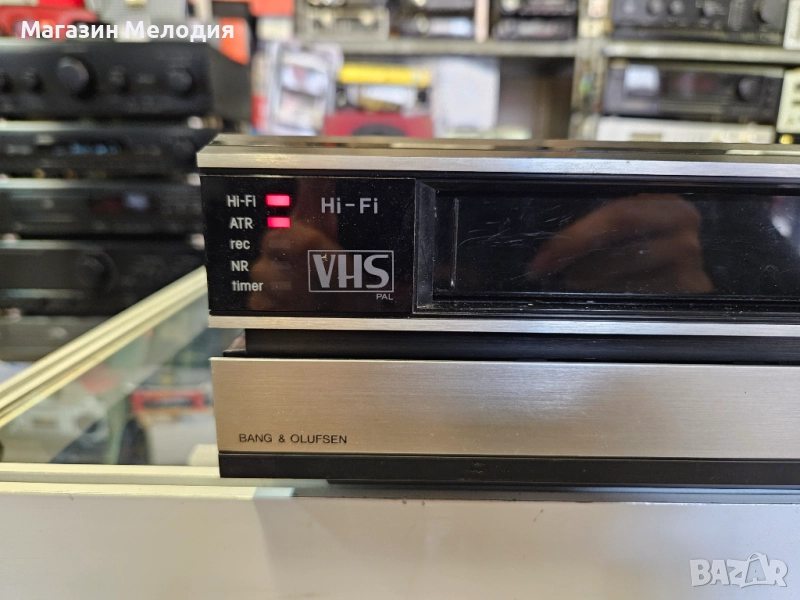 Магазин Мелодия
Hi-Fi
ATR
rec
NR
timer
Hi-Fi
VHS
PAL
BANG & OLUFSEN
BAZAR